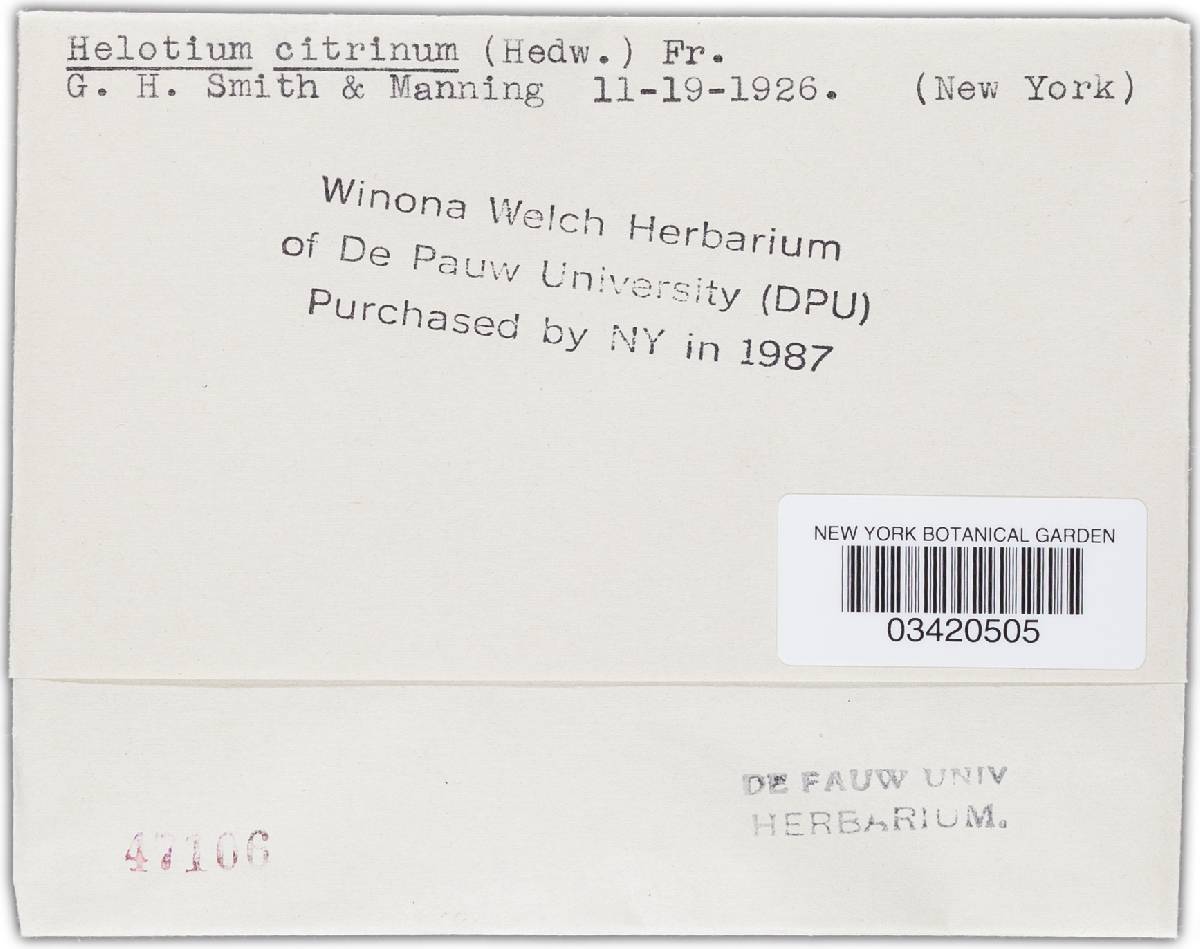 Helotium citrinum (Hedw.) Fr.
G. H. Smith & Manning 11-19-1926. (New York)
Winona Welch Herbarium
of De Pauw University (DPU)
Purchased by NY in 1987
NEW YORK BOTANICAL GARDEN
03420505
DE PAUW UNIV
HERBARIUM.
47106